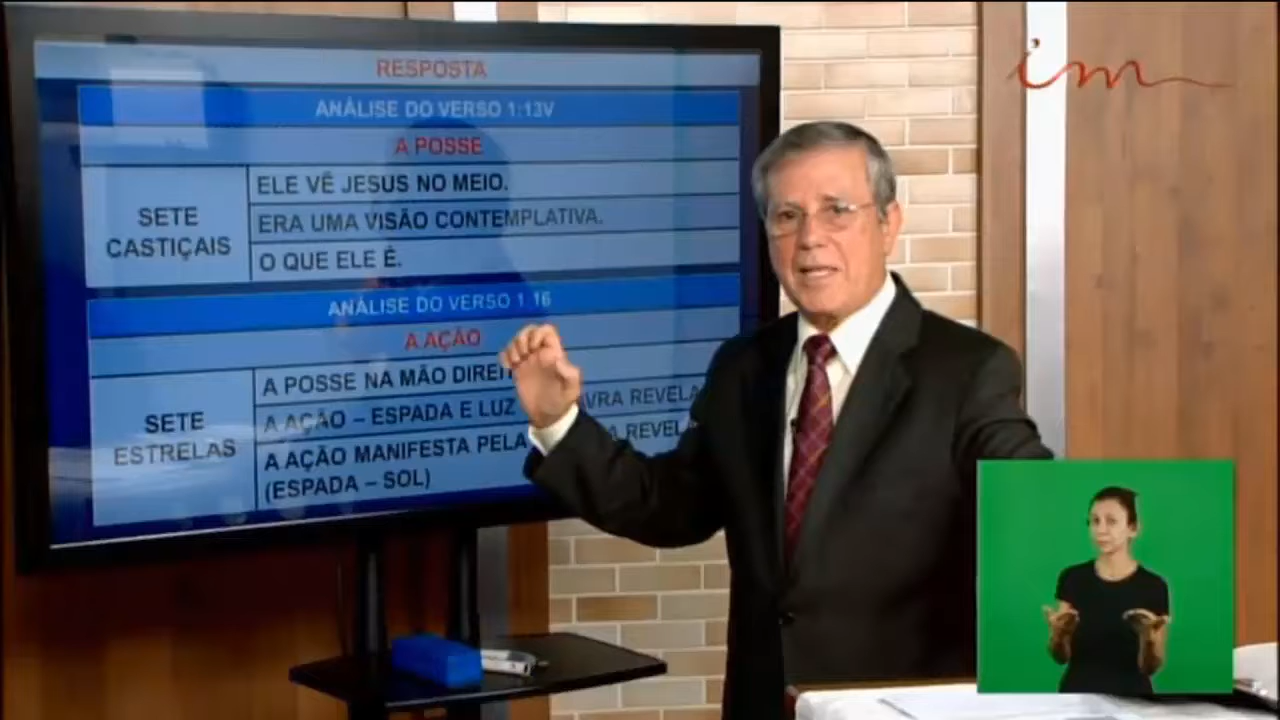 im
RESPOSTA
ANÁLISE DO VERSO 1:13V
A POSSE
SETE
CASTIÇAIS
ELE VÊ JESUS NO MEIO.
ERA UMA VISÃO CONTEMPLATIVA.
O QUE ELE É.
ANÁLISE DO VERSO 1 16
A AÇÃO
SETE
ESTRELAS
A POSSE NA MÃO
A AÇÃO – ESPADA E LUZ
A AÇÃO MANIFESTA PELA
(ESPADA – SOL)